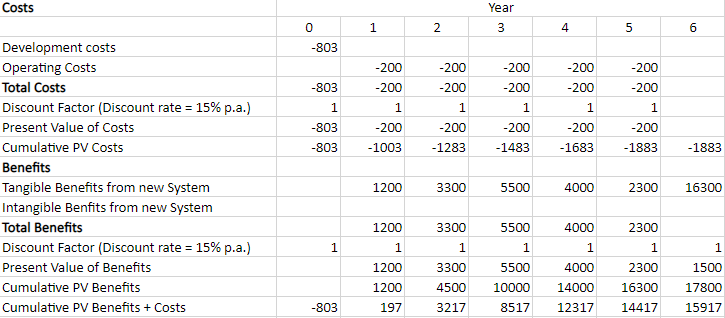 Costs Year
0 1 2 3 4 5 6
Development costs -803
Operating Costs -200 -200 -200 -200 -200
Total Costs -803 -200 -200 -200 -200 -200
Discount Factor (Discount rate = 15% p.a.) 1 1 1 1 1 1
Present Value of Costs -803 -200 -200 -200 -200 -200
Cumulative PV Costs -803 -1003 -1283 -1483 -1683 -1883 -1883
Benefits
Tangible Benefits from new System 1200 3300 5500 4000 2300 16300
Intangible Benfits from new System
Total Benefits 1200 3300 5500 4000 2300
Discount Factor (Discount rate = 15% p.a.) 1 1 1 1 1 1 1
Present Value of Benefits 1200 3300 5500 4000 2300 1500
Cumulative PV Benefits 1200 4500 10000 14000 16300 17800
Cumulative PV Benefits + Costs -803 197 3217 8517 12317 14417 15917